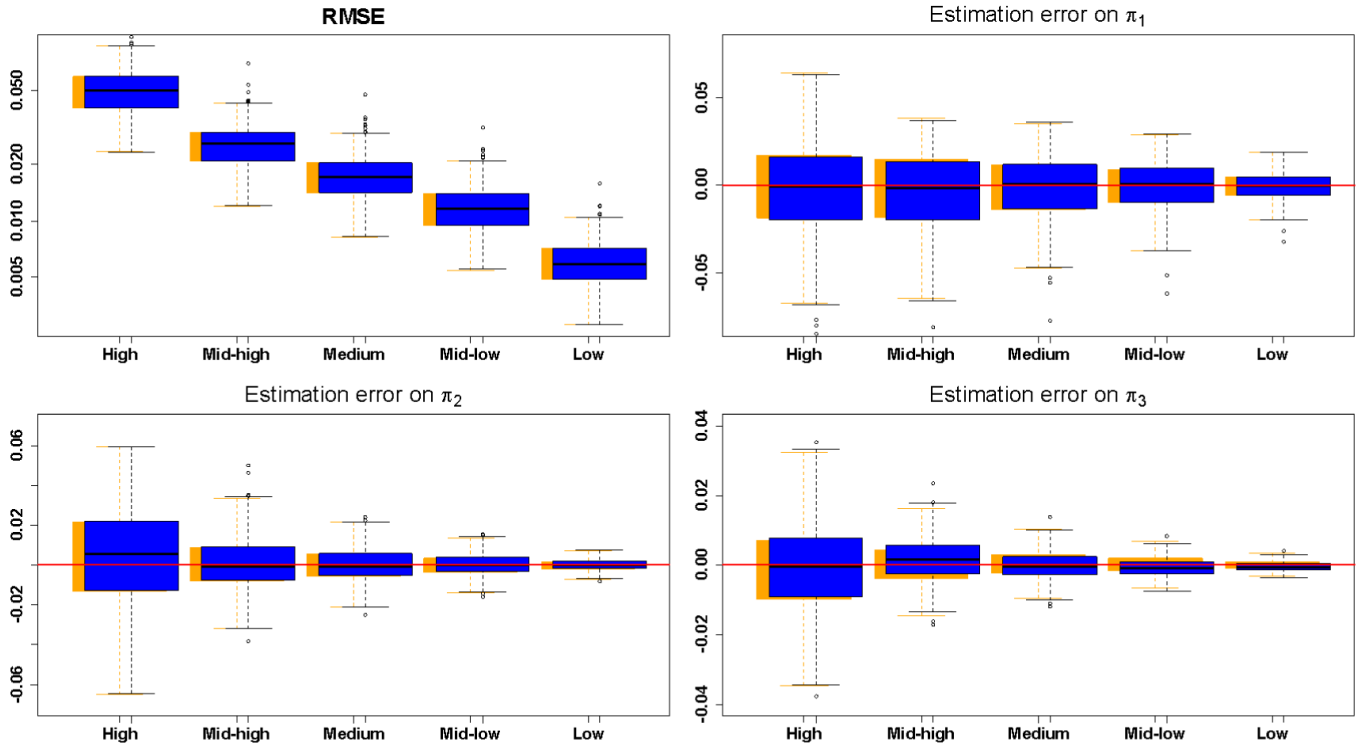 RMSE
0.050
0.020
0.010
0.005
High Mid-high Medium Mid-low Low
Estimation error on π1
0.05
0.00
-0.05
High Mid-high Medium Mid-low Low
Estimation error on π2
0.06
0.02
-0.02
-0.06
High Mid-high Medium Mid-low Low
Estimation error on π3
0.04
0.02
0.00
-0.02
-0.04
High Mid-high Medium Mid-low Low